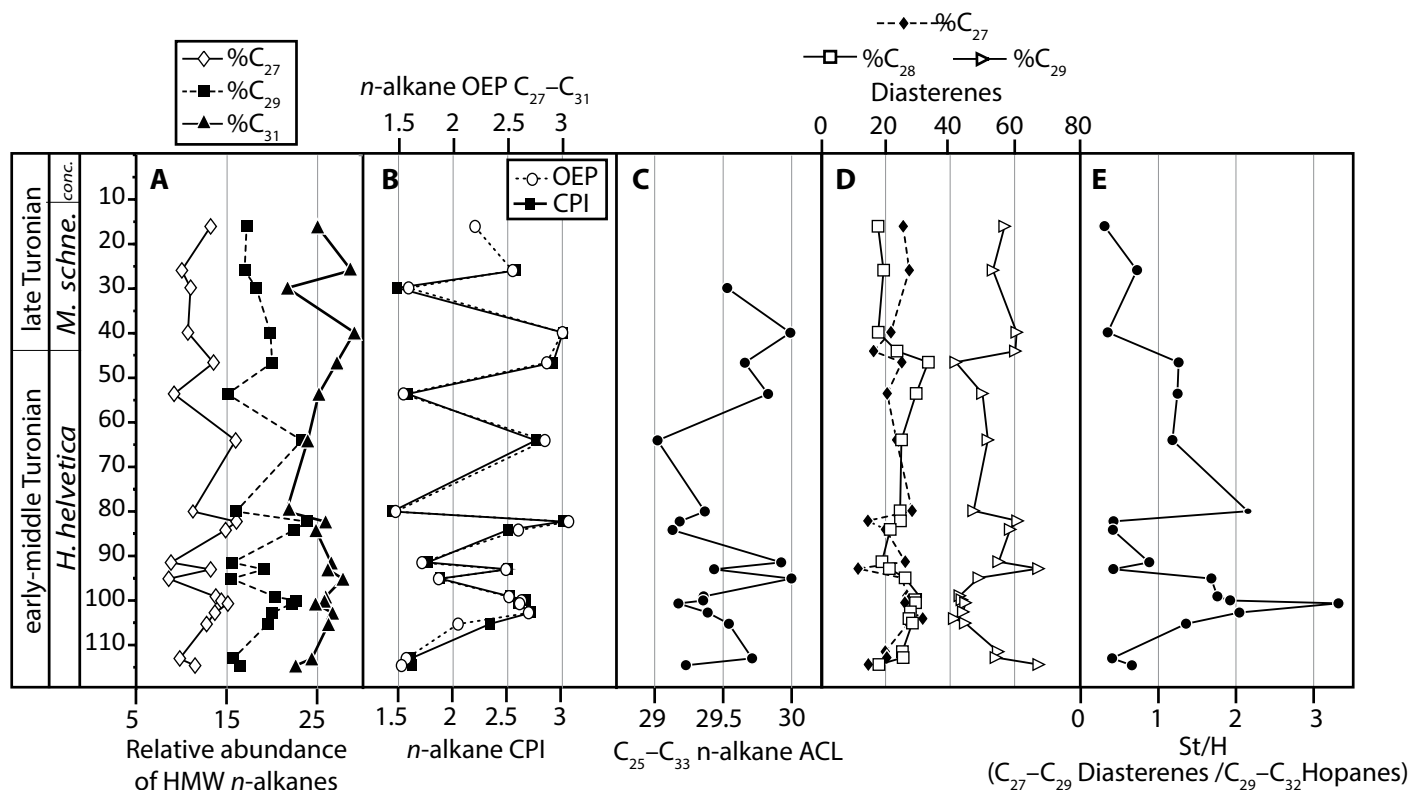 %C27
%C29
%C31
n-alkane OEP C27–C31
1.5 2 2.5 3
%C27
%C28
%C29
Diasterenes
0 20 40 60 80
late Turonian
early-middle Turonian
conc.
M. schne.
H. helvetica
10
20
30
40
50
60
70
80
90
100
110
A
B
OEP
CPI
C
D
E
5 15 25
Relative abundance
of HMW n-alkanes
1.5 2 2.5 3
n-alkane CPI
29 29.5 30
C25–C33 n-alkane ACL
0 1 2 3
St/H
(C27–C29 Diasterenes /C29–C32Hopanes)